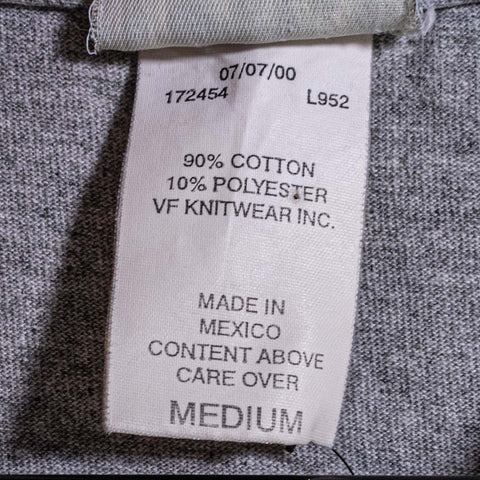 07/07/00
172454 L952
90% COTTON
10% POLYESTER
VF KNITWEAR INC.
MADE IN
MEXICO
CONTENT ABOVE
CARE OVER
MEDIUM